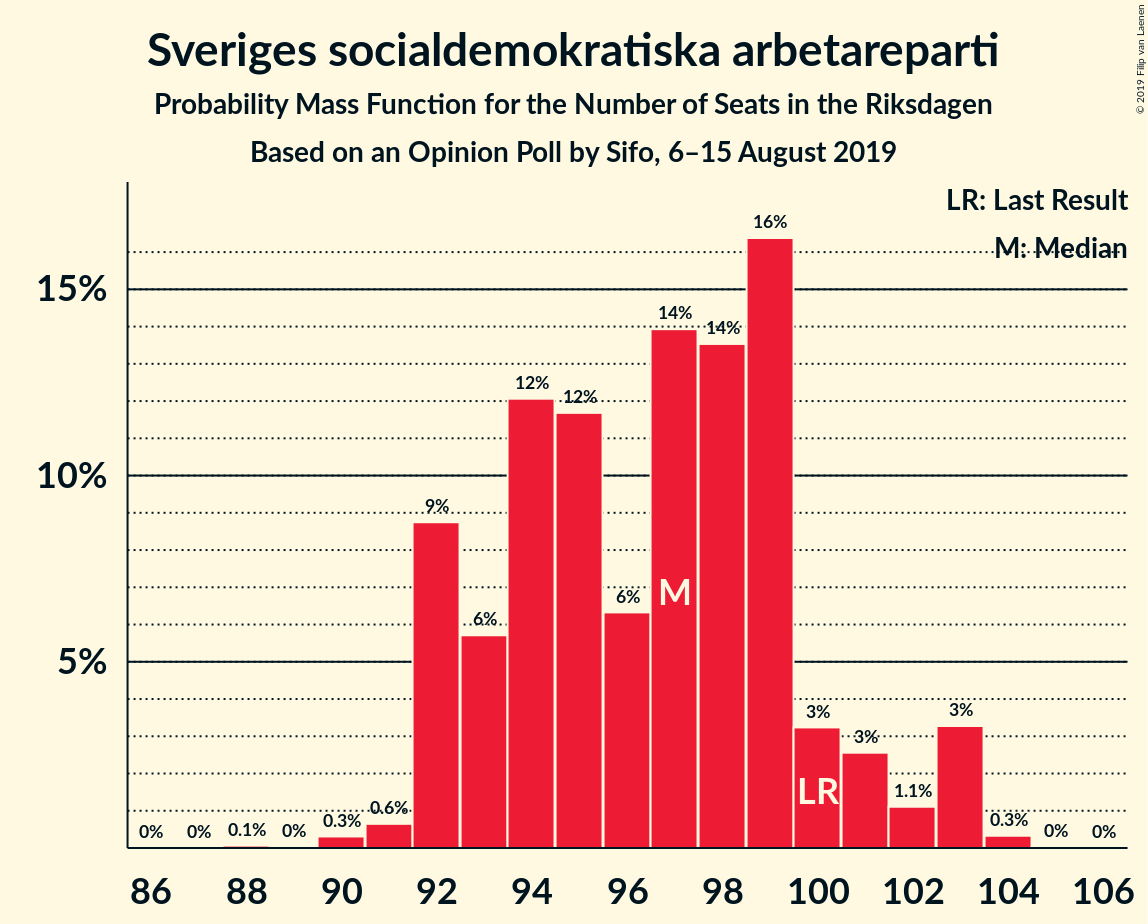 Sveriges socialdemokratiska arbetareparti
Probability Mass Function for the Number of Seats in the Riksdagen
Based on an Opinion Poll by Sifo, 6–15 August 2019
© 2019 Filip van Laenen
LR: Last Result
M: Median
15%
10%
5%
0%
0%
0.1%
0%
0.3%
0.6%
9%
6%
12%
12%
6%
14%
14%
16%
3%
3%
1.1%
3%
0.3%
0%
0%
M
LR
86 88 90 92 94 96 98 100 102 104 106